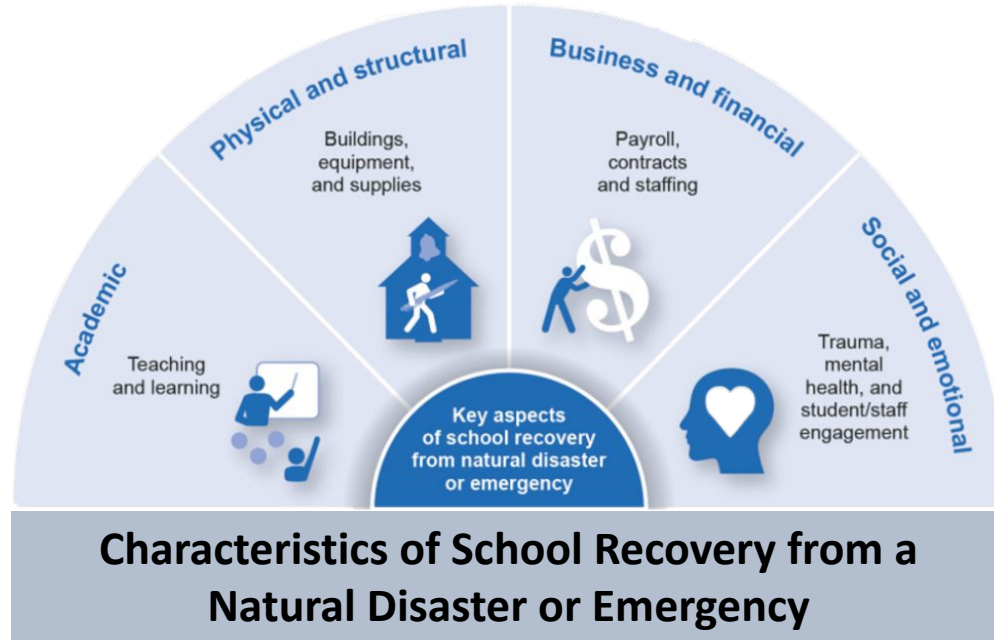 Academic
Teaching
and learning
Physical and structural
Buildings,
equipment,
and supplies
Business and financial
Payroll,
contracts
and staffing
Social and emotional
Trauma,
mental
health, and
student/staff
engagement
Key aspects
of school recovery
from natural disaster
or emergency
Characteristics of School Recovery from a
Natural Disaster or Emergency